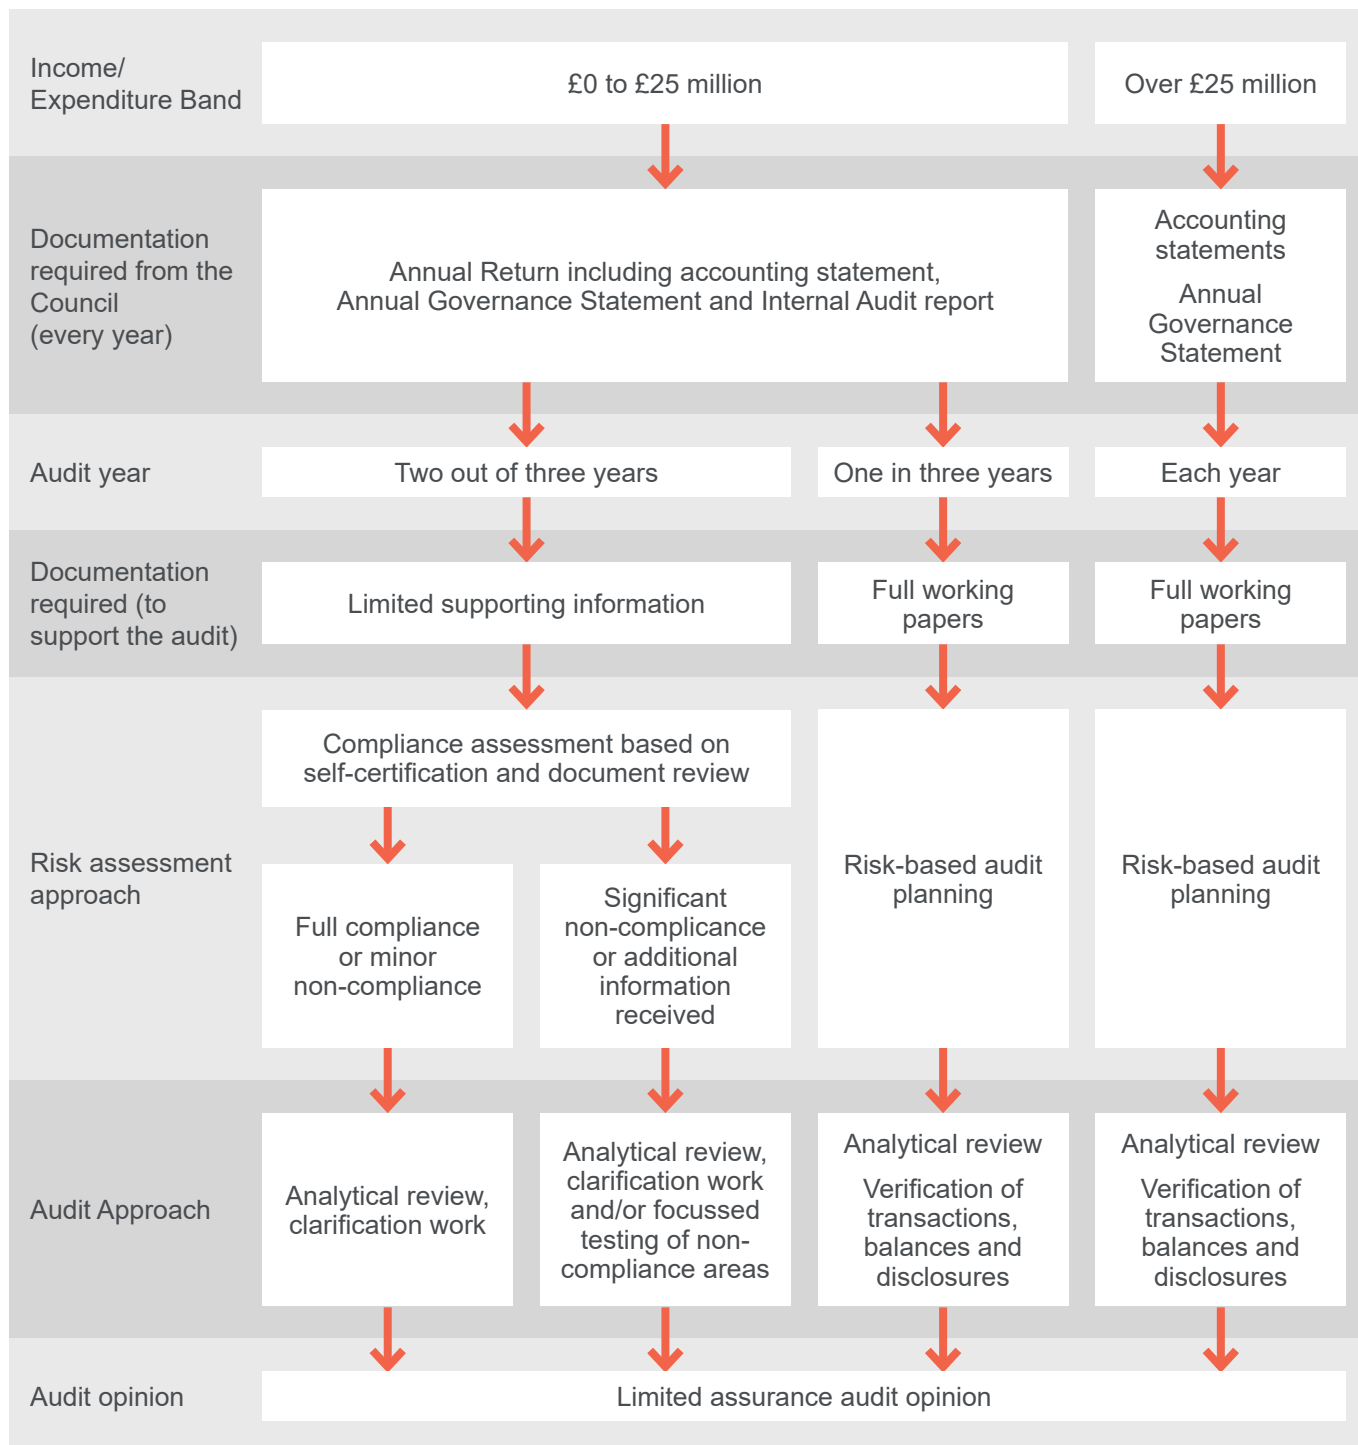 Income/
Expenditure Band
£0 to £25 million
Over £25 million
Documentation
required from the
Council
(every year)
Annual Return including accounting statement,
Annual Governance Statement and Internal Audit report
Accounting
statements
Annual
Governance
Statement
Audit year
Two out of three years
One in three years
Each year
Documentation
required (to
support the audit)
Limited supporting information
Full working
papers
Full working
papers
Risk assessment
approach
Compliance assessment based on
self-certification and document review
Full compliance
or minor
non-compliance
Significant
non-complicance
or additional
information
received
Risk-based audit
planning
Risk-based audit
planning
Audit Approach
Analytical review,
clarification work
Analytical review,
clarification work
and/or focussed
testing of non-
compliance areas
Analytical review
Verification of
transactions,
balances and
disclosures
Analytical review
Verification of
transactions,
balances and
disclosures
Audit opinion
Limited assurance audit opinion